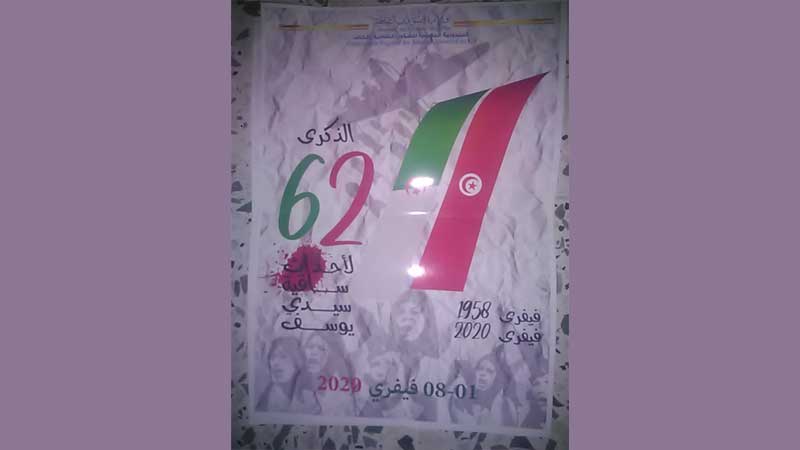 الذكرى
62
لأحداث
ساقية
سيدي
يوسف
فيفري 1958
فيفري 2020
01-08 فيفري 2020